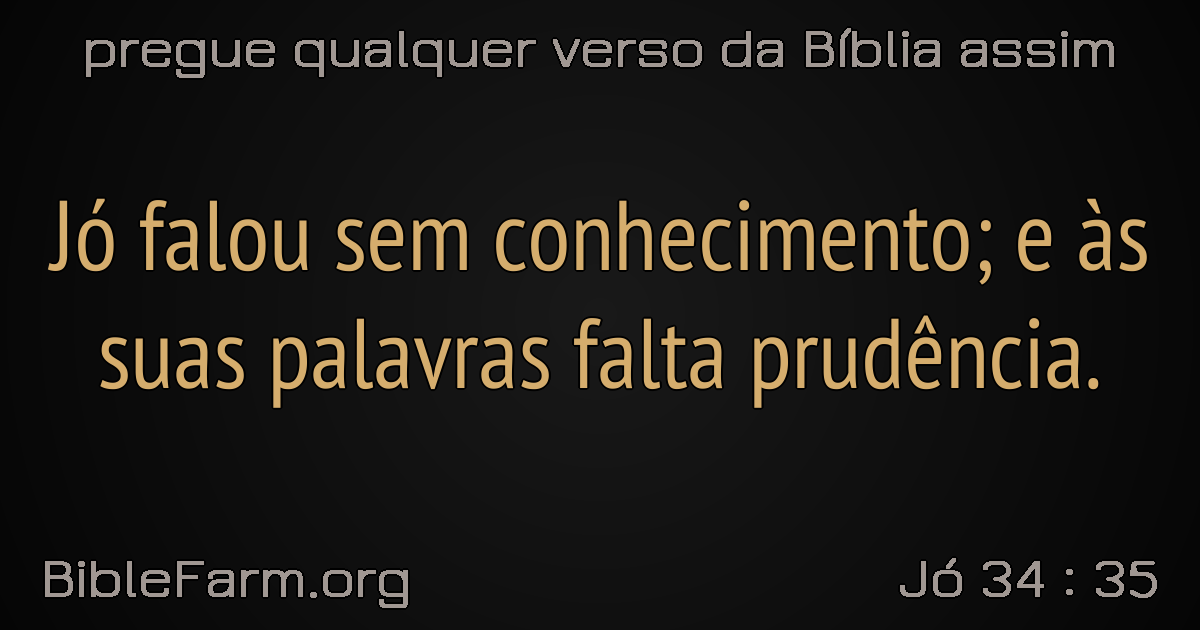 pregue qualquer verso da Bíblia assim
Jó falou sem conhecimento; e às
suas palavras falta prudência.
BibleFarm.org
Jó 34 : 35